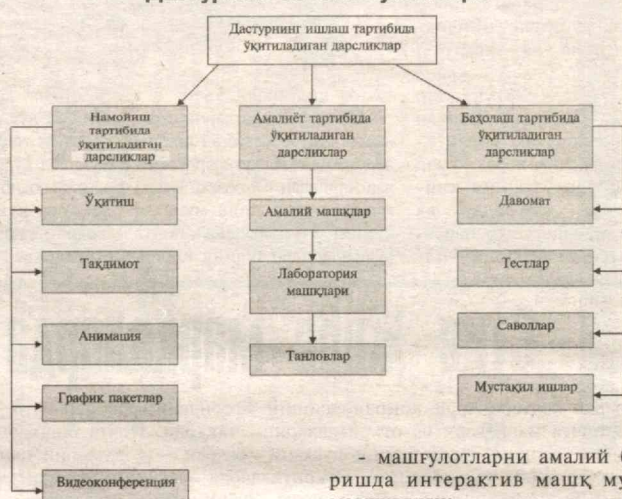 Дастурнинг ишлаш тартибида
ўқитиладиган дарсликлар
Намойиш
тартибида
ўқитиладиган
дарсликлар
Ўқитиш
Тақдимот
Анимация
График пакетлар
Видеоконференция
Амалиёт тартибида
ўқитиладиган
дарсликлар
Амалий машқлар
Лаборатория
машқлари
Танловлар
Баҳолаш тартибида
ўқитиладиган
дарсликлар
Давомат
Тестлар
Саволлар
Мустақил ишлар
- машғулотларни амалий
ришда интерактив машқ